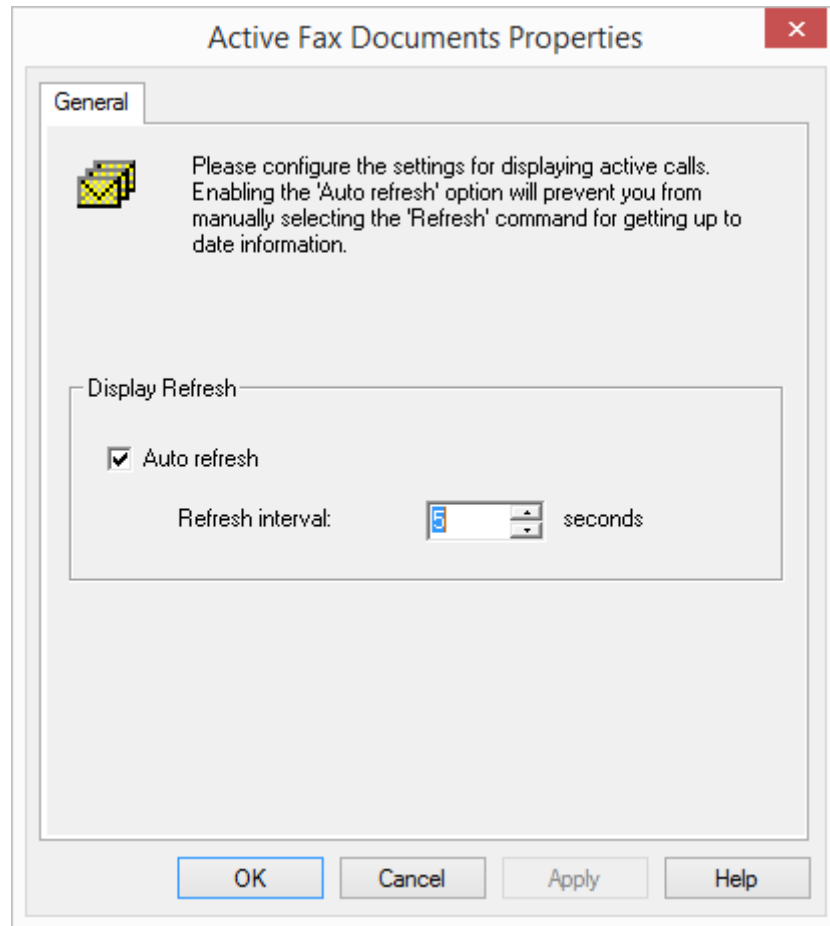 Active Fax Documents Properties
General
Please configure the settings for displaying active calls.
Enabling the 'Auto refresh' option will prevent you from
manually selecting the 'Refresh' command for getting up to
date information.
Display Refresh
Auto refresh
Refresh interval: 5 seconds
OK Cancel Apply Help